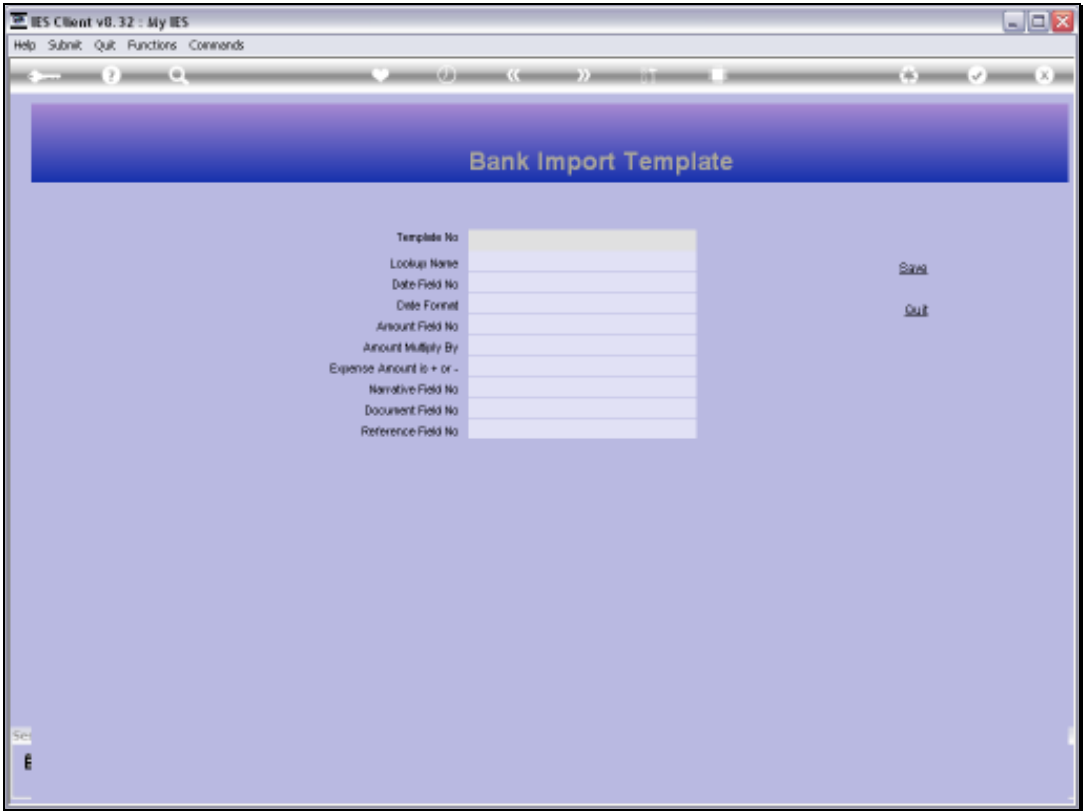 IES Client v8.32 : My IES
Help Submit Quit Functions Commands
Bank Import Template
Template No
Lookup Name
Date Field No
Date Format
Amount Field No
Amount Multiply By
Expense Amount is + or -
Narrative Field No
Document Field No
Reference Field No
Save
Quit